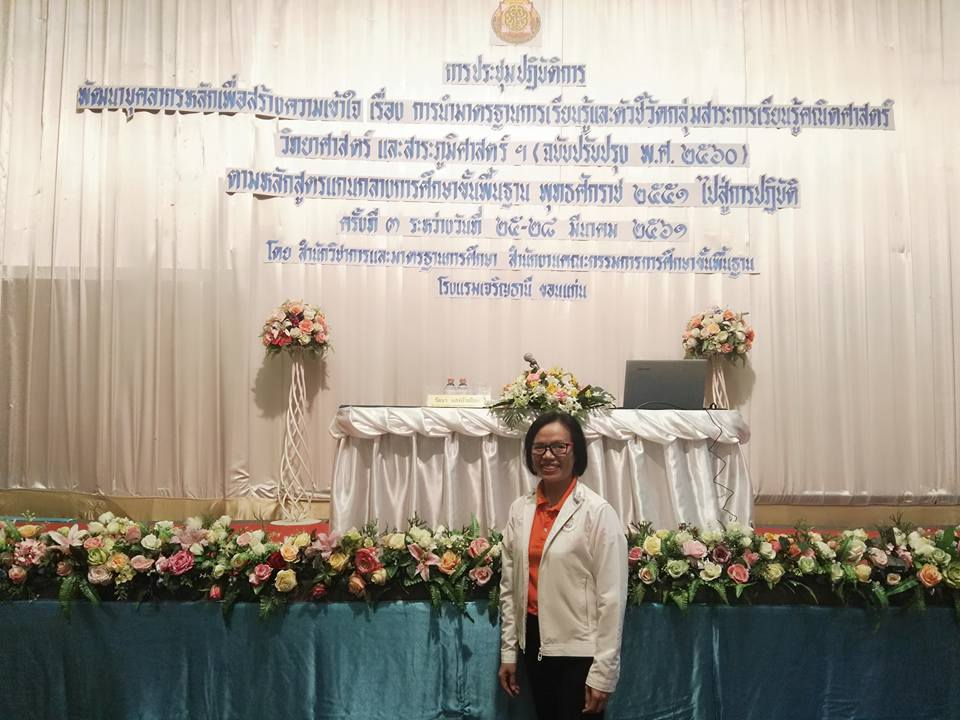 การประชุมปฏิบัติการ
พัฒนาบุคลากรหลักเพื่อสร้างความเข้าใจ เรื่อง การนำมาตรฐานการเรียนรู้และตัวชี้วัดกลุ่มสาระการเรียนรู้คณิตศาสตร์
วิทยาศาสตร์ และสาระภูมิศาสตร์ ฯ (ฉบับปรับปรุง พ.ศ. ๒๕๖๐)
ตามหลักสูตรแกนกลางการศึกษาขั้นพื้นฐาน พุทธศักราช ๒๕๕๑ ไปสู่การปฏิบัติ
ครั้งที่ ๓ ระหว่างวันที่ ๒๕-๒๘ มีนาคม ๒๕๖๑
โดย สำนักวิชาการและมาตรฐานการศึกษา สำนักงานคณะกรรมการการศึกษาขั้นพื้นฐาน
โรงแรมเจริญธานี ขอนแก่น